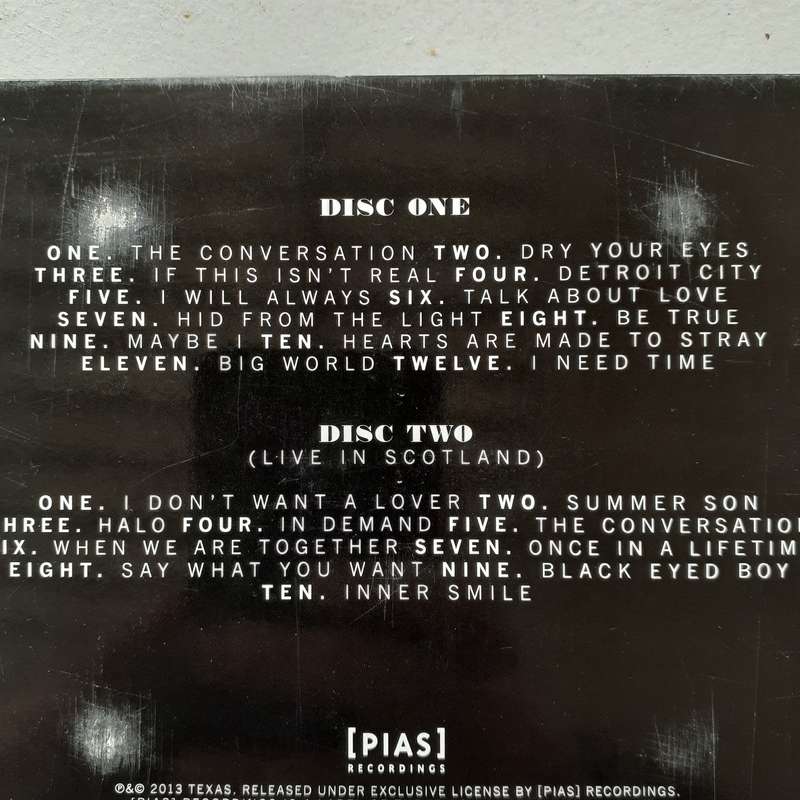 DISC ONE
ONE. THE CONVERSATION TWO. DRY YOUR EYES
THREE. IF THIS ISN'T REAL FOUR. DETROIT CITY
FIVE. I WILL ALWAYS SIX. TALK ABOUT LOVE
SEVEN. HID FROM THE LIGHT EIGHT. BE TRUE
NINE. MAYBE I TEN. HEARTS ARE MADE TO STRAY
ELEVEN. BIG WORLD TWELVE. I NEED TIME
DISC TWO
(LIVE IN SCOTLAND)
ONE. I DON'T WANT A LOVER TWO. SUMMER SON
HREE. HALO FOUR. IN DEMAND FIVE. THE CONVERSATIO
IX. WHEN WE ARE TOGETHER SEVEN. ONCE IN A LIFETIM
EIGHT. SAY WHAT YOU WANT NINE. BLACK EYED BOY
TEN. INNER SMILE
[PIAS]
RECORDINGS
℗&© 2013 TEXAS. RELEASED UNDER EXCLUSIVE LICENSE BY [PIAS] RECORDINGS.